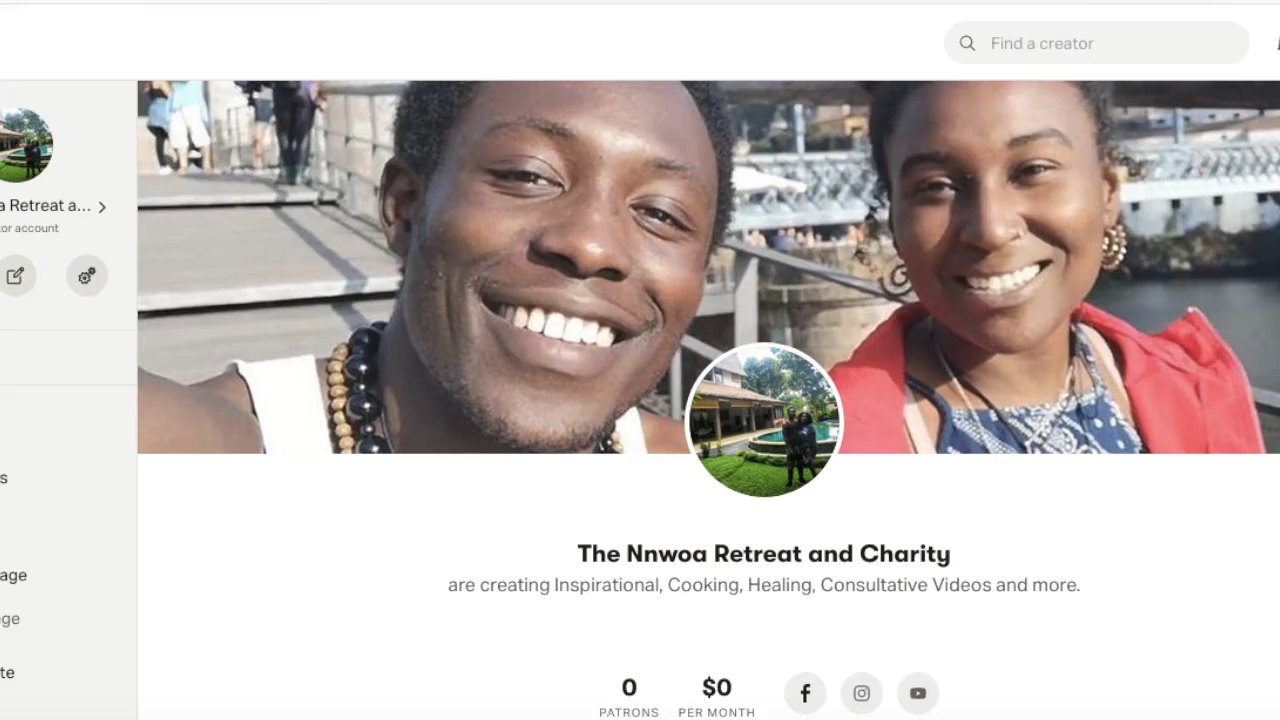 Find a creator
a Retreat a...
tor account
s
age
ge
te
The Nnwoa Retreat and Charity
are creating Inspirational, Cooking, Healing, Consultative Videos and more.
0 $0
PATRONS PER MONTH